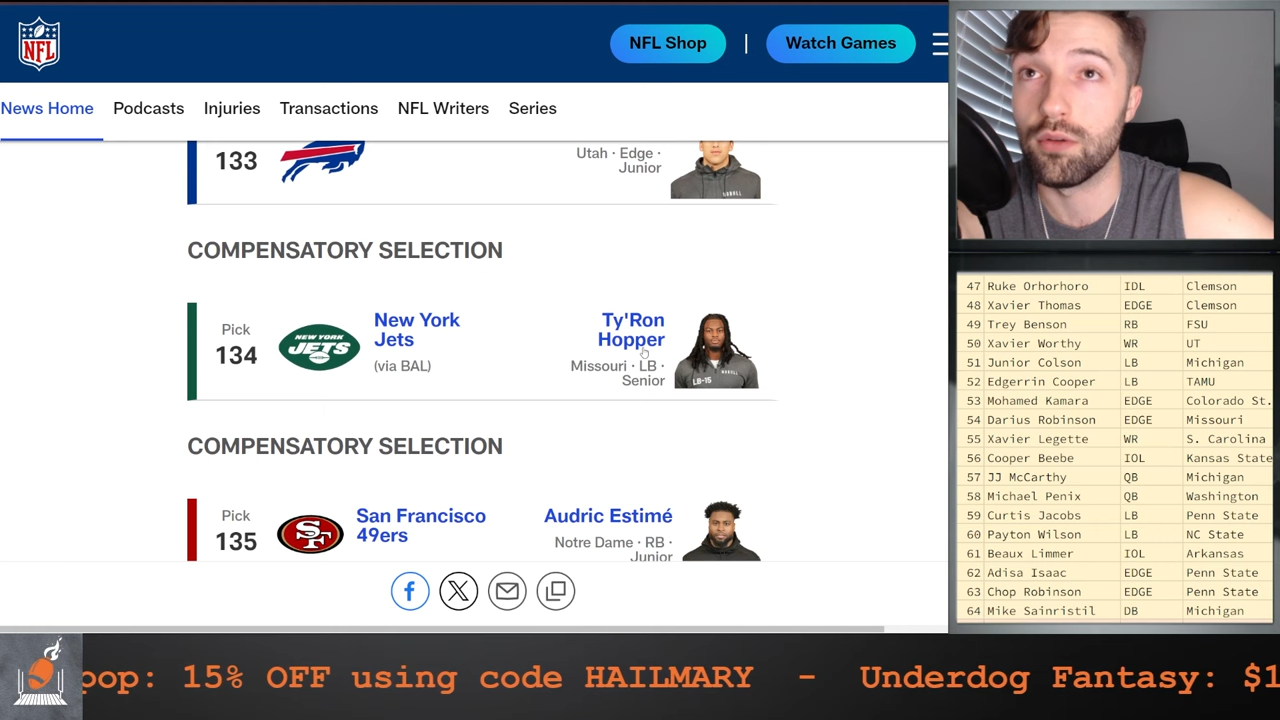 NFL
NFL Shop
|
Watch Games
News Home
Podcasts
Injuries
Transactions
NFL Writers
Series
133
Utah · Edge ·
Junior
COMPENSATORY SELECTION
Pick
134
NEW YORK
JETS
New York
Jets
(via BAL)
Ty'Ron
Hopper
Missouri · LB ·
Senior
LB-15
COMPENSATORY SELECTION
Pick
135
SF
San Francisco
49ers
Audric Estimé
Notre Dame · RB ·
Junior
47 Ruke Orhorhoro IDL Clemson
48 Xavier Thomas EDGE Clemson
49 Trey Benson RB FSU
50 Xavier Worthy WR UT
51 Junior Colson LB Michigan
52 Edgerrin Cooper LB TAMU
53 Mohamed Kamara EDGE Colorado St.
54 Darius Robinson EDGE Missouri
55 Xavier Legette WR S. Carolina
56 Cooper Beebe IOL Kansas State
57 JJ McCarthy QB Michigan
58 Michael Penix QB Washington
59 Curtis Jacobs LB Penn State
60 Payton Wilson LB NC State
61 Beaux Limmer IOL Arkansas
62 Adisa Isaac EDGE Penn State
63 Chop Robinson EDGE Penn State
64 Mike Sainristil DB Michigan
pop: 15% OFF using code HAILMARY - Underdog Fantasy: $1